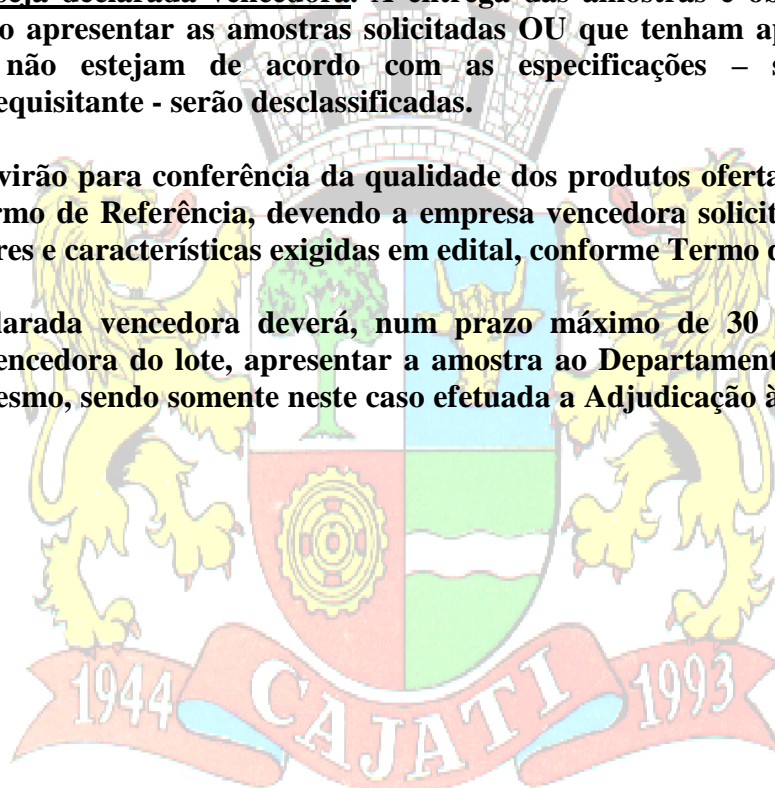 seja declarada vencedora. A entrega das amostras é
o apresentar as amostras solicitadas OU que tenham
não estejam de acordo com as especificações –
equisitante - serão desclassificadas.
virão para conferência da qualidade dos produtos oferta
rmo de Referência, devendo a empresa vencedora solicit
res e características exigidas em edital, conforme Termo
larada vencedora deverá, num prazo máximo de 30
encedora do lote, apresentar a amostra ao Departament
esmo, sendo somente neste caso efetuada a Adjudicação à
1944 CAJATI 1993